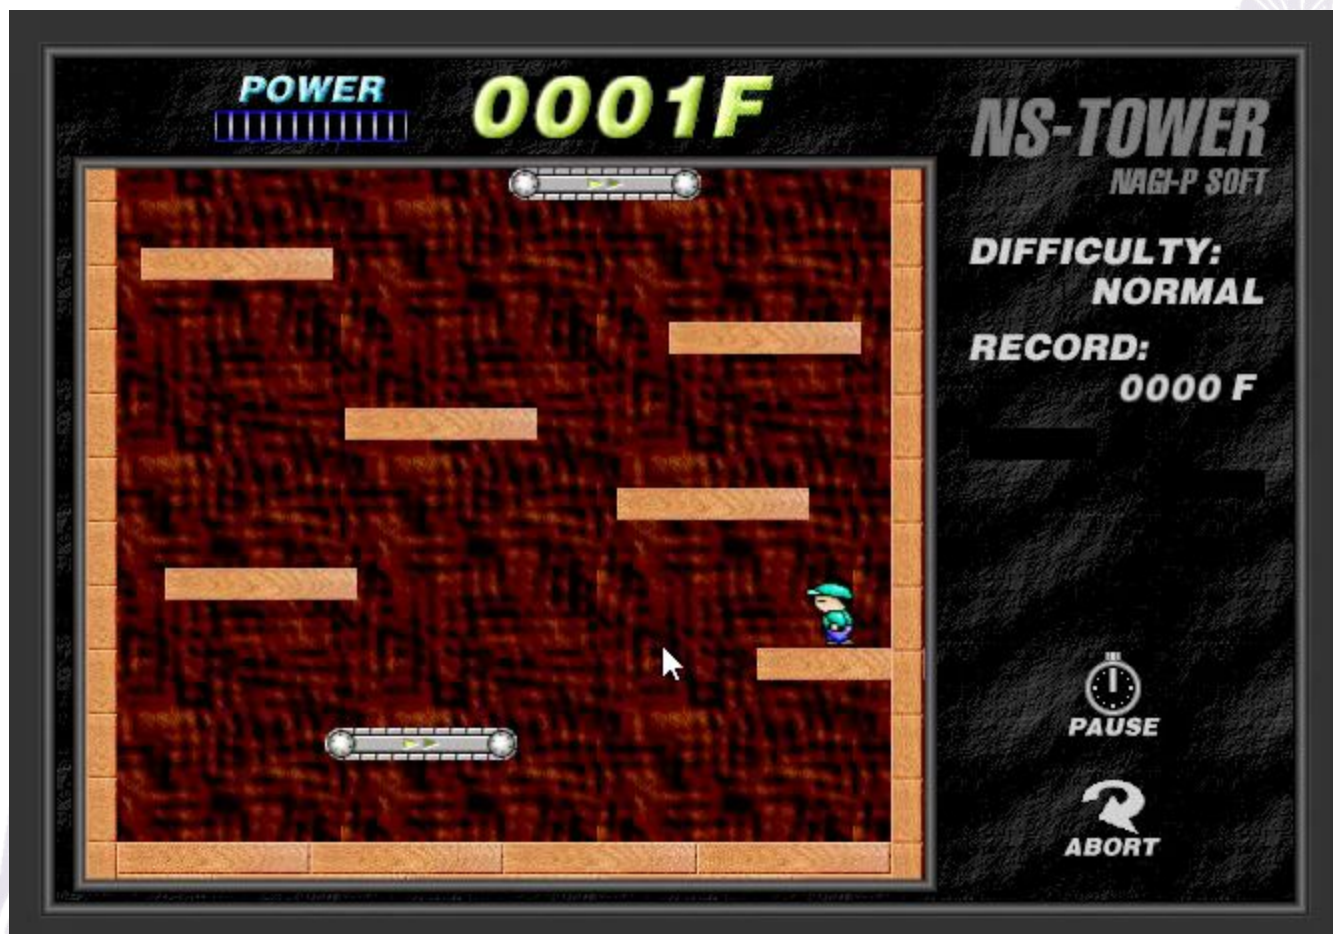 POWER
0001F
NS-TOWER
NAGI-P SOFT
DIFFICULTY:
NORMAL
RECORD:
0000 F
PAUSE
ABORT